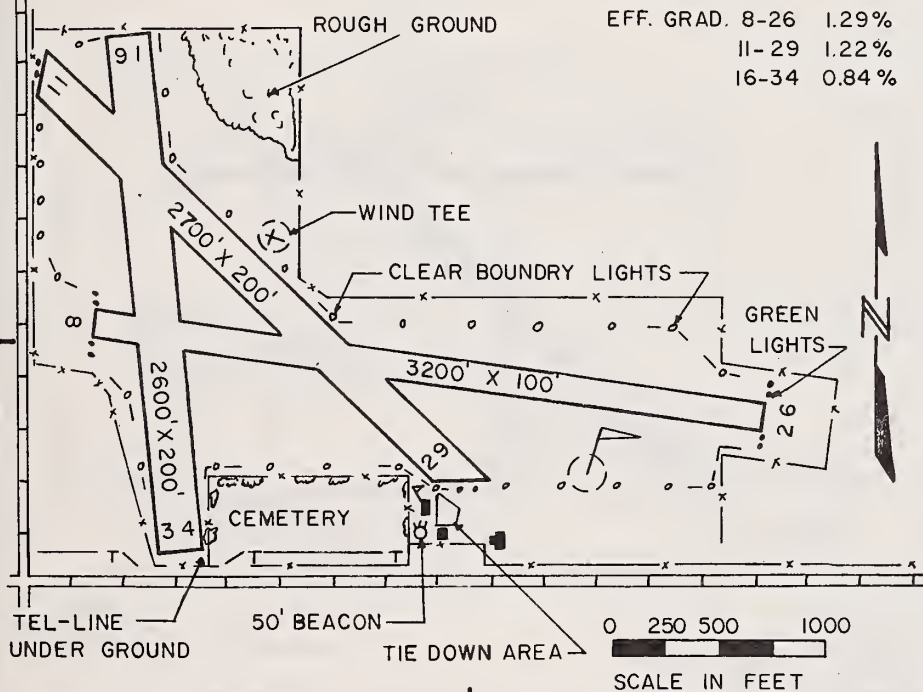 ROUGH GROUND
EFF. GRAD. 8-26 1.29%
11-29 1.22%
16-34 0.84%
16
11
2700' X 200'
WIND TEE
CLEAR BOUNDRY LIGHTS
GREEN
LIGHTS
N
8
3200' X 100'
26
2600' X 200'
29
34
CEMETERY
T
T
T
TEL-LINE
UNDER GROUND
50' BEACON
TIE DOWN AREA
0 250 500 1000
SCALE IN FEET